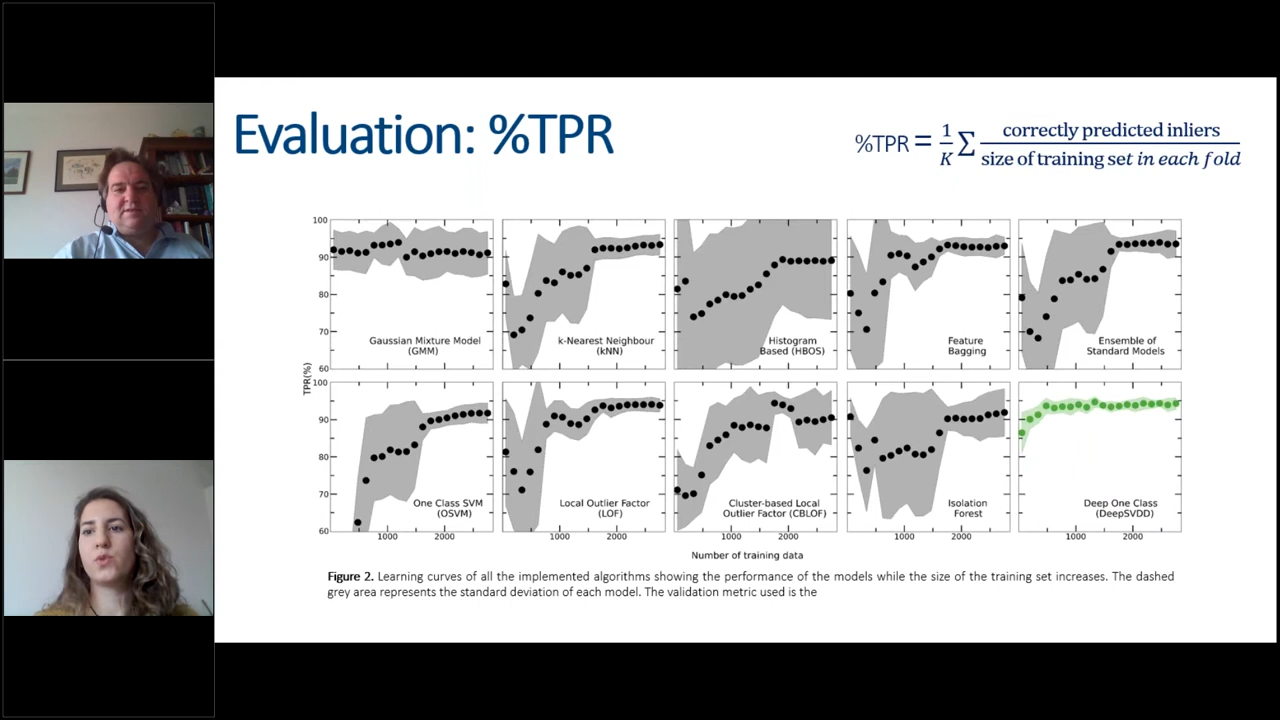 Evaluation: %TPR
%TPR = 1/K ∑ correctly predicted inliers / size of training set in each fold
100
90
80
70
60
Gaussian Mixture Model
(GMM)
k-Nearest Neighbour
(kNN)
Histogram
Based (HBOS)
Feature
Bagging
Ensemble of
Standard Models
TPR(%)
100
90
80
70
60
One Class SVM
(OSVM)
Local Outlier Factor
(LOF)
Cluster-based Local
Outlier Factor (CBLOF)
Isolation
Forest
Deep One Class
(DeepSVDD)
1000 2000 1000 2000 1000 2000 1000 2000 1000 2000
Number of training data
Figure 2. Learning curves of all the implemented algorithms showing the performance of the models while the size of the training set increases. The dashed
grey area represents the standard deviation of each model. The validation metric used is the